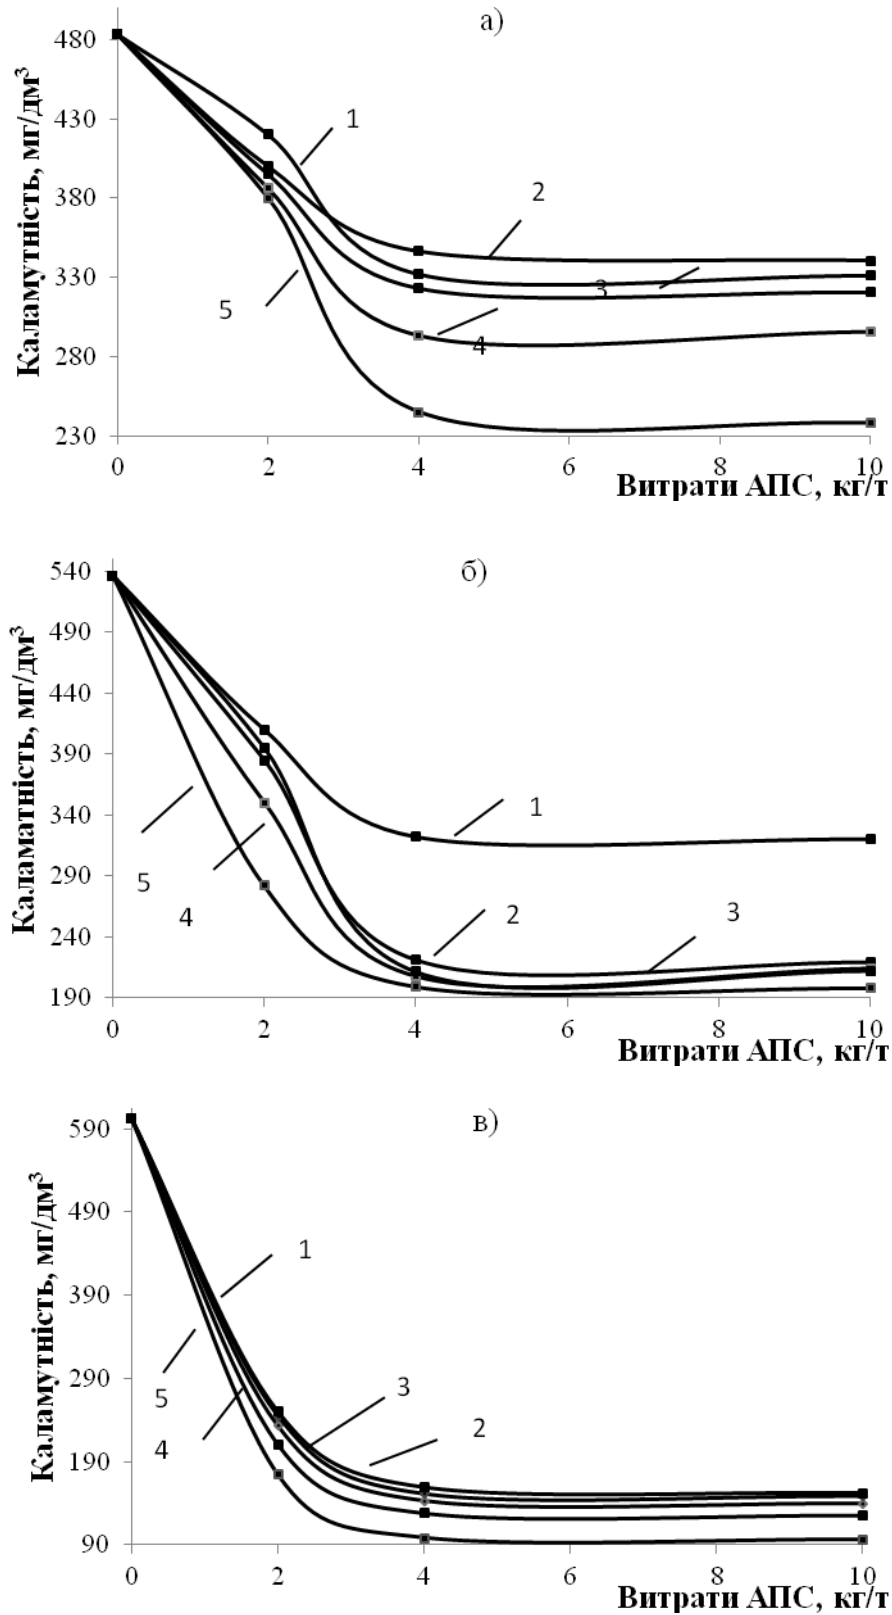 а)
Каламутність, мг/дм³
480
430
380
330
280
230
1
2
3
4
5
0 2 4 6 8 10
Витрати АПС, кг/т
б)
Каламатність, мг/дм³
540
490
440
390
340
290
240
190
1
5
4
2
3
0 2 4 6 8 10
Витрати АПС, кг/т
в)
Каламутність, мг/дм³
590
490
390
290
190
90
1
5
3
2
4
0 2 4 6 8 10
Витрати АПС, кг/т